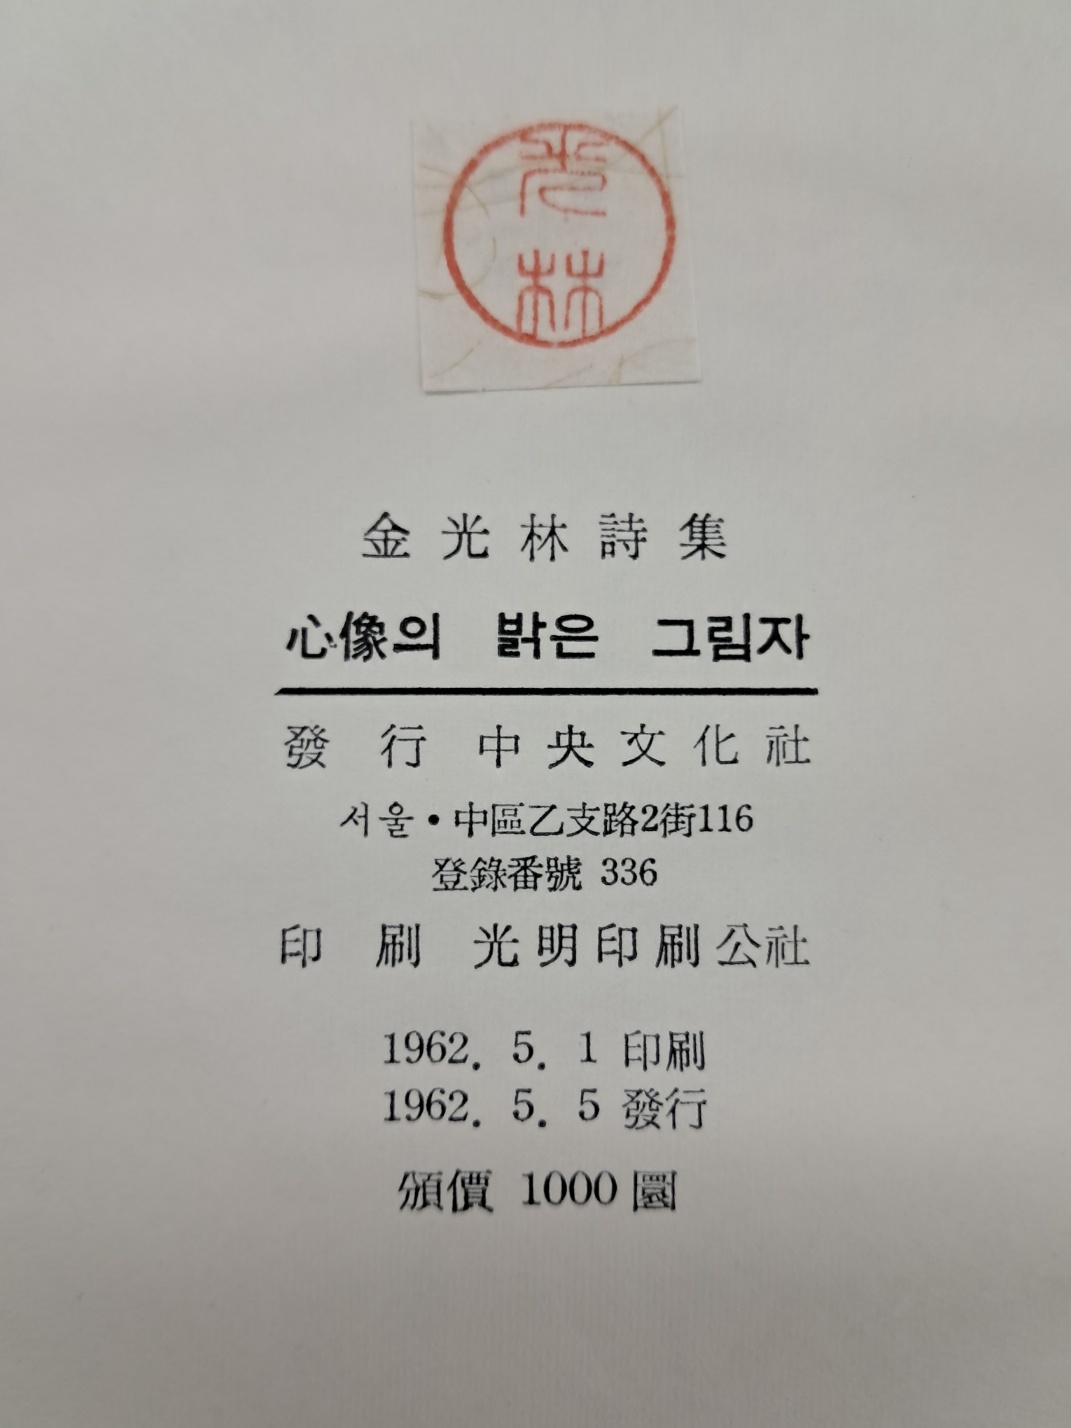 光
林
金光林詩集
心像의 밝은 그림자
發 行 中央文化社
서울・中區乙支路2街116
登錄番號 336
印 刷 光明印刷公社
1962. 5. 1 印刷
1962. 5. 5 發行
頒價 1000 圜